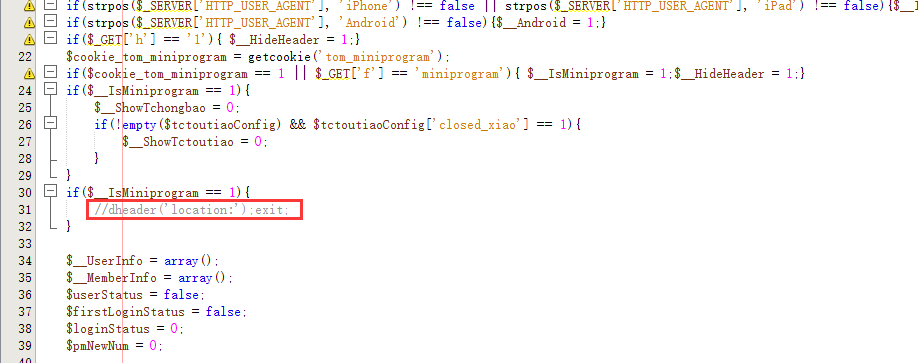 if(strpos($_SERVER['HTTP_USER_AGENT'], 'iPhone') !== false || strpos($_SERVER['HTTP_USER_AGENT'], 'iPad') !== false){$__I
if(strpos($_SERVER['HTTP_USER_AGENT'], 'Android') !== false){$__Android = 1;}
if($_GET['h'] == '1'){ $__HideHeader = 1;}
22 $cookie_tom_miniprogram = getcookie('tom_miniprogram');
if($cookie_tom_miniprogram == 1 || $_GET['f'] == 'miniprogram'){ $__IsMiniprogram = 1;$__HideHeader = 1;}
24 if($__IsMiniprogram == 1){
25 $__ShowTchongbao = 0;
26 if(!empty($tctoutiaoConfig) && $tctoutiaoConfig['closed_xiao'] == 1){
27 $__ShowTctoutiao = 0;
28 }
29 }
30 if($__IsMiniprogram == 1){
31 //dheader('location:');exit;
32 }
33
34 $__UserInfo = array();
35 $__MemberInfo = array();
36 $userStatus = false;
37 $firstLoginStatus = false;
38 $loginStatus = 0;
39 $pmNewNum = 0;